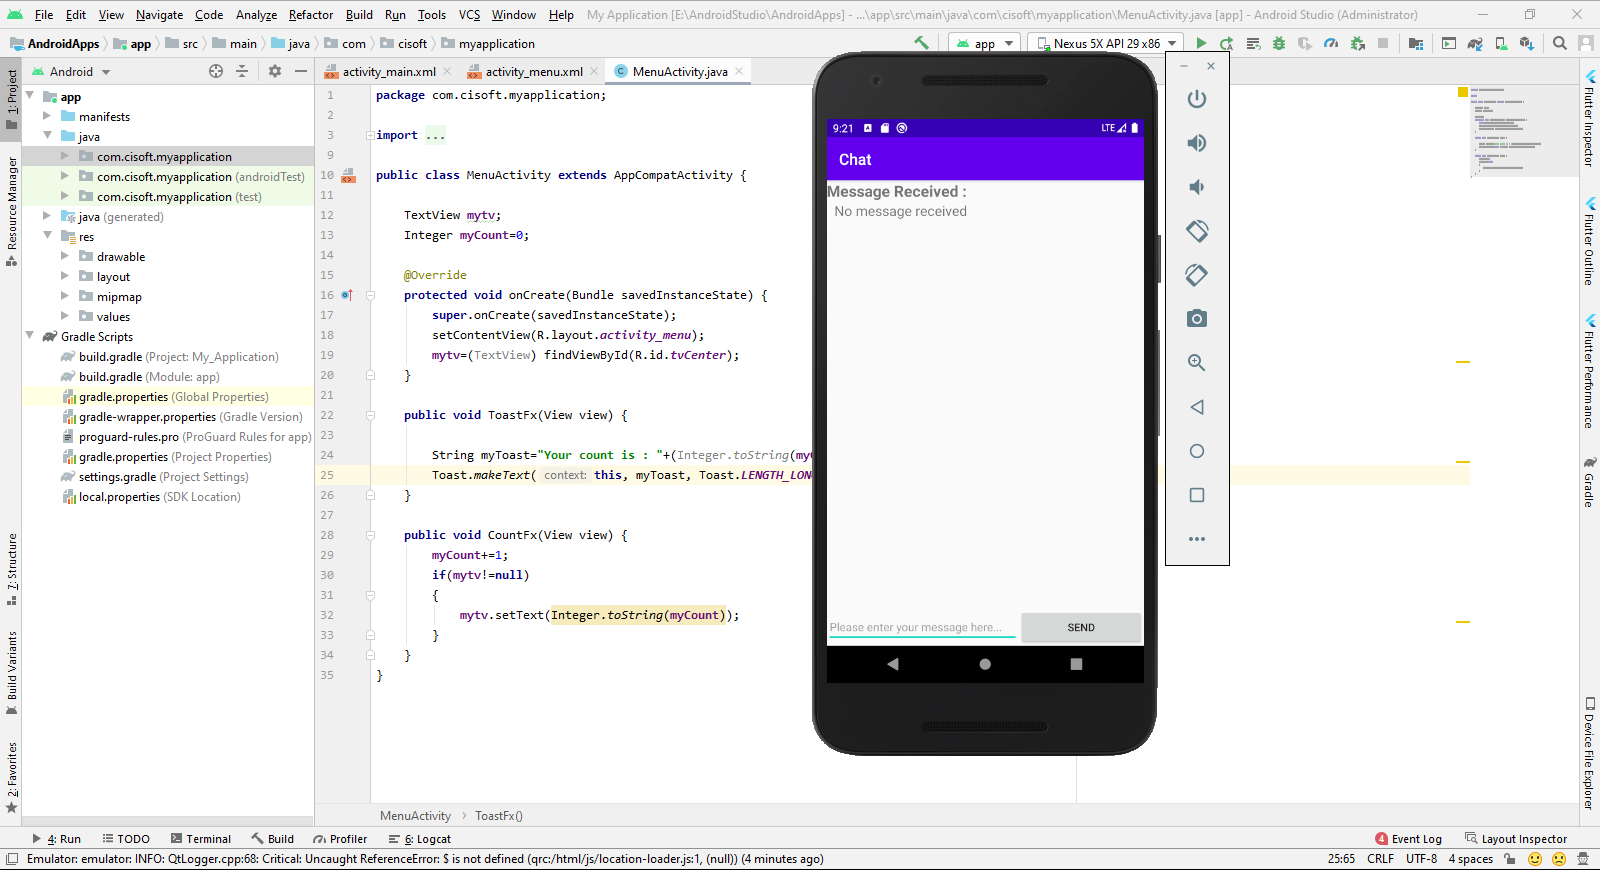 File Edit View Navigate Code Analyze Refactor Build Run Tools VCS Window Help My Application [E:\AndroidStudio\AndroidApps] - ...\app\src\main\java\com\cisoft\myapplication\MenuActivity.java [app] - Android Studio (Administrator)
AndroidApps app src main java com cisoft myapplication app Nexus 5X API 29 x86
Android activity_main.xml activity_menu.xml MenuActivity.java
1: Project
Resource Manager
7: Structure
Build Variants
2: Favorites
app
manifests
java
com.cisoft.myapplication
com.cisoft.myapplication (androidTest)
com.cisoft.myapplication (test)
java (generated)
res
drawable
layout
mipmap
values
Gradle Scripts
build.gradle (Project: My_Application)
build.gradle (Module: app)
gradle.properties (Global Properties)
gradle-wrapper.properties (Gradle Version)
proguard-rules.pro (ProGuard Rules for app)
gradle.properties (Project Properties)
settings.gradle (Project Settings)
local.properties (SDK Location)
1 package com.cisoft.myapplication;
2
3 import ...
9
10 public class MenuActivity extends AppCompatActivity {
11
12 TextView mytv;
13 Integer myCount=0;
14
15 @Override
16 protected void onCreate(Bundle savedInstanceState) {
17 super.onCreate(savedInstanceState);
18 setContentView(R.layout.activity_menu);
19 mytv=(TextView) findViewById(R.id.tvCenter);
20 }
21
22 public void ToastFx(View view) {
23
24 String myToast="Your count is : "+(Integer.toString(my
25 Toast.makeText( context: this, myToast, Toast.LENGTH_LON
26 }
27
28 public void CountFx(View view) {
29 myCount+=1;
30 if(mytv!=null)
31 {
32 mytv.setText(Integer.toString(myCount));
33 }
34 }
35 }
9:21 LTE
Chat
Message Received :
No message received
Please enter your message here... SEND
Flutter Inspector
Flutter Outline
Flutter Performance
Gradle
Device File Explorer
MenuActivity ToastFx()
4: Run TODO Terminal Build Profiler 6: Logcat 4 Event Log Layout Inspector
Emulator: emulator: INFO: QtLogger.cpp:68: Critical: Uncaught ReferenceError: $ is not defined (qrc:/html/js/location-loader.js:1, (null)) (4 minutes ago) 25:65 CRLF UTF-8 4 spaces